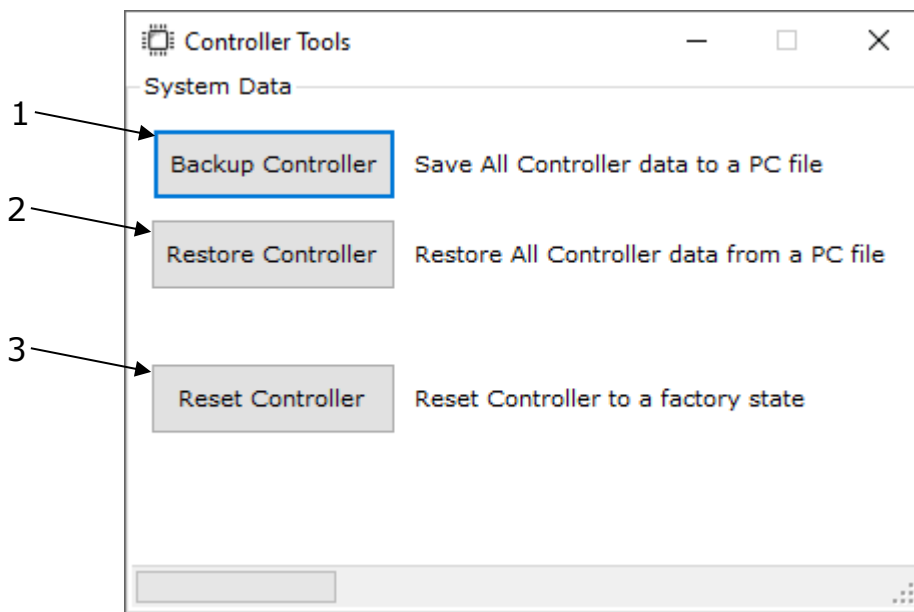 Controller Tools
System Data
1
Backup Controller Save All Controller data to a PC file
2
Restore Controller Restore All Controller data from a PC file
3
Reset Controller Reset Controller to a factory state